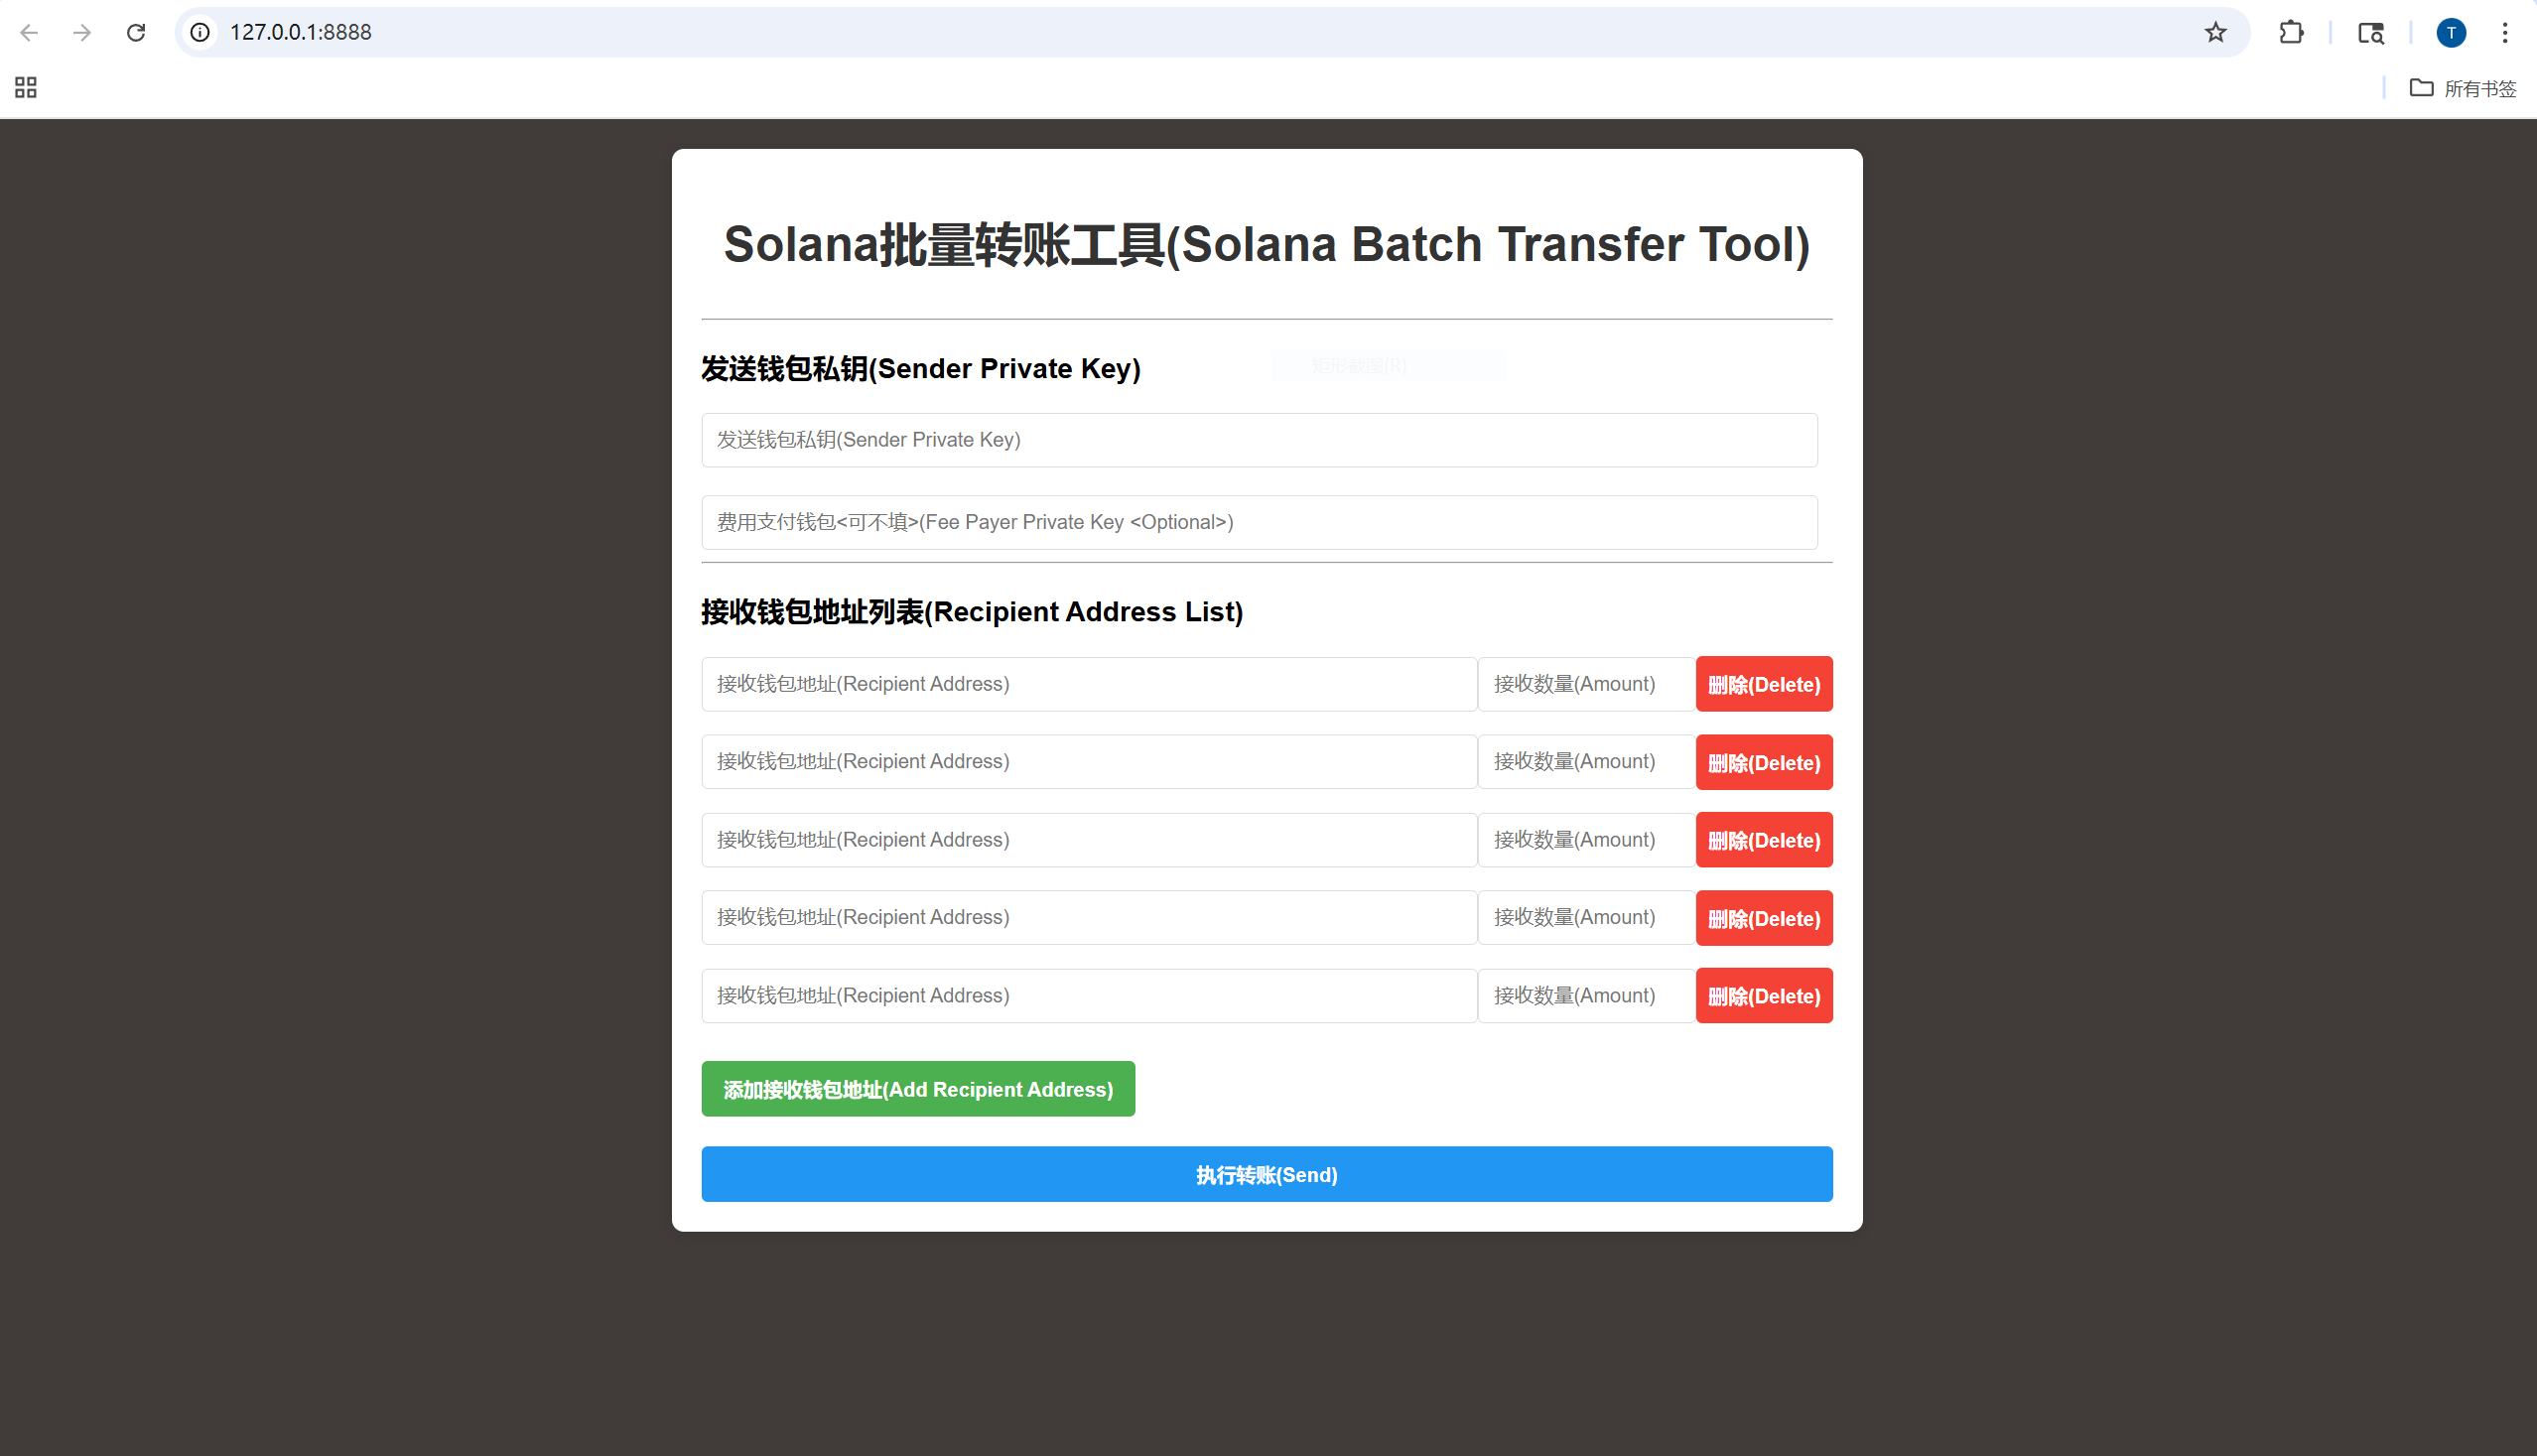 127.0.0.1:8888
T
所有书签
Solana批量转账工具(Solana Batch Transfer Tool)
发送钱包私钥(Sender Private Key)
矩形截图(R)
发送钱包私钥(Sender Private Key)
费用支付钱包<可不填>(Fee Payer Private Key <Optional>)
接收钱包地址列表(Recipient Address List)
接收钱包地址(Recipient Address) 接收数量(Amount) 删除(Delete)
接收钱包地址(Recipient Address) 接收数量(Amount) 删除(Delete)
接收钱包地址(Recipient Address) 接收数量(Amount) 删除(Delete)
接收钱包地址(Recipient Address) 接收数量(Amount) 删除(Delete)
接收钱包地址(Recipient Address) 接收数量(Amount) 删除(Delete)
添加接收钱包地址(Add Recipient Address)
执行转账(Send)